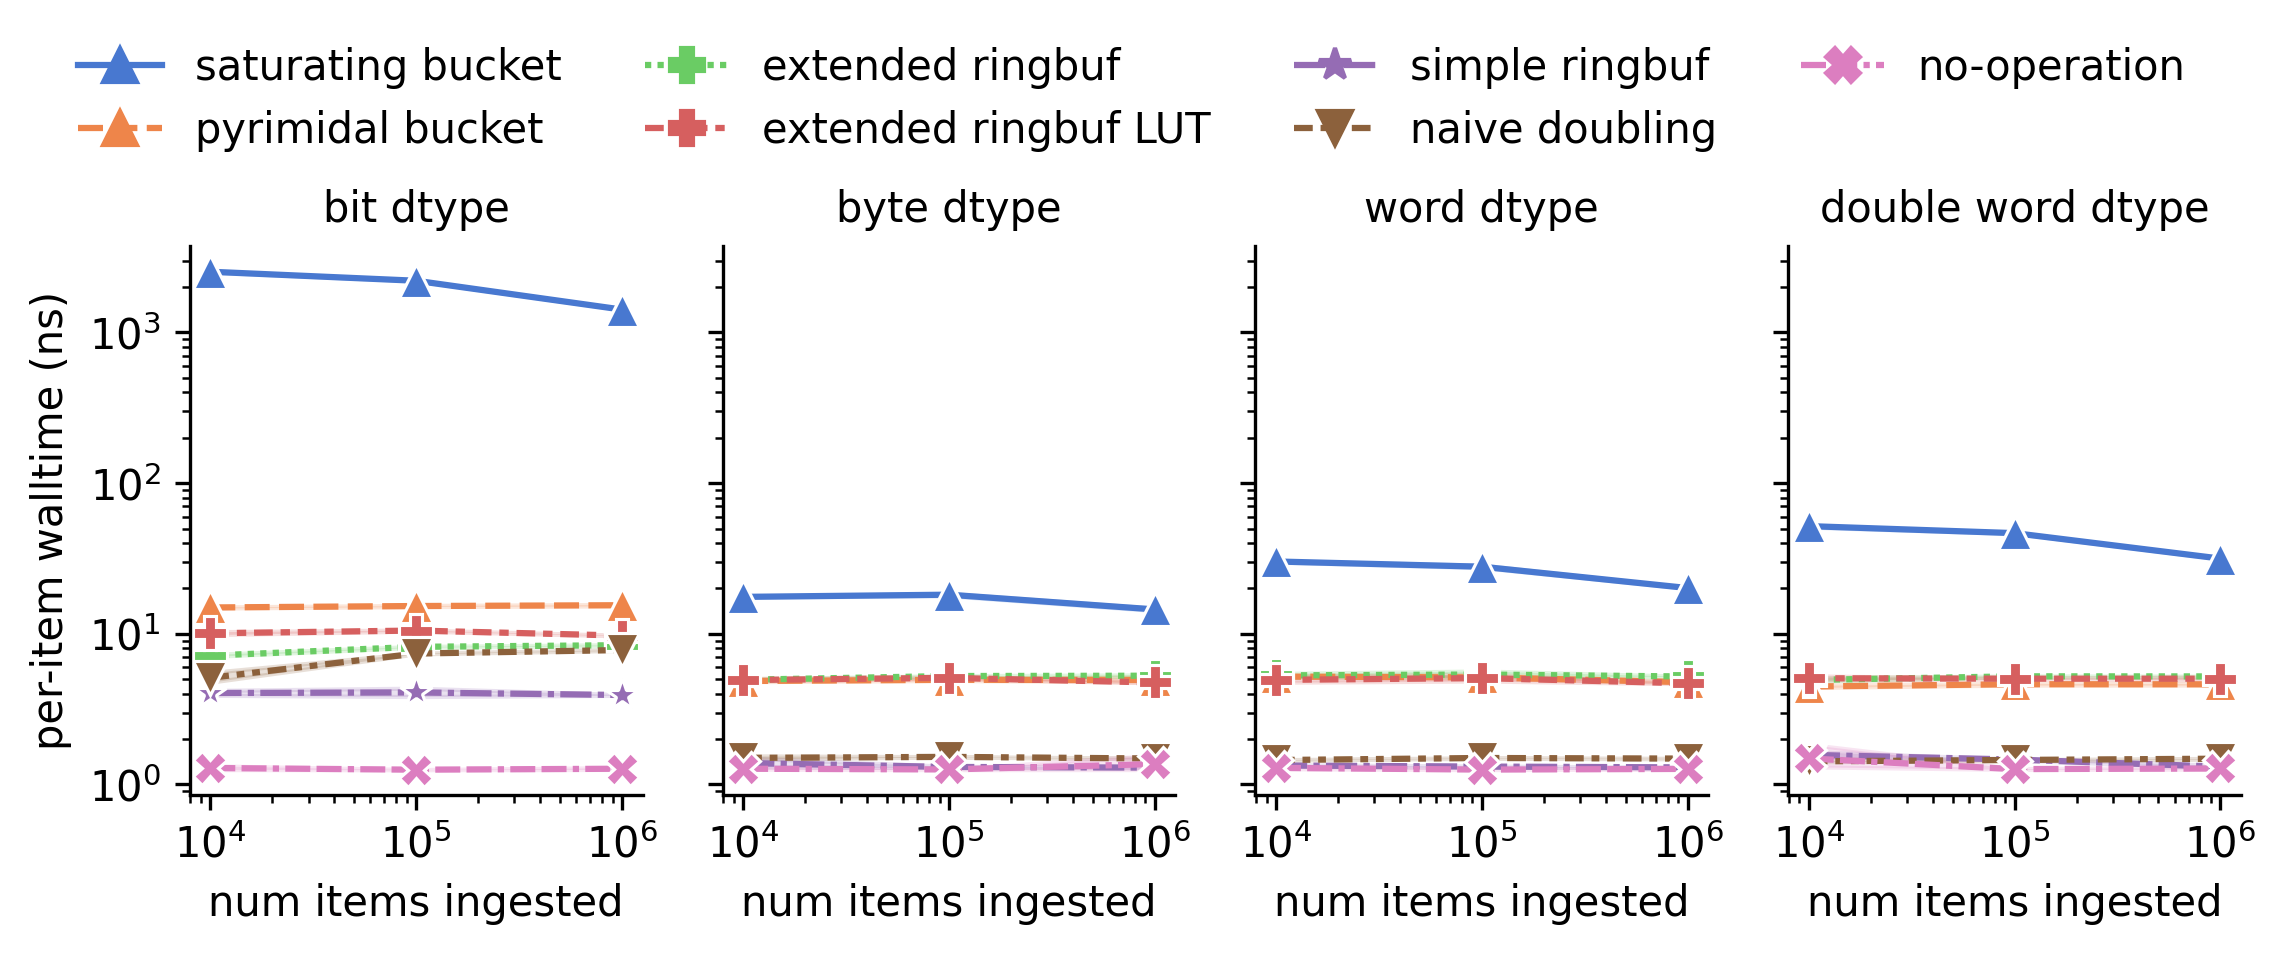 saturating bucket
extended ringbuf
simple ringbuf
no-operation
pyrimidal bucket
extended ringbuf LUT
naive doubling
bit dtype
byte dtype
word dtype
double word dtype
per-item walltime (ns)
10³
10²
10¹
10⁰
10⁴ 10⁵ 10⁶
10⁴ 10⁵ 10⁶
10⁴ 10⁵ 10⁶
10⁴ 10⁵ 10⁶
num items ingested
num items ingested
num items ingested
num items ingested